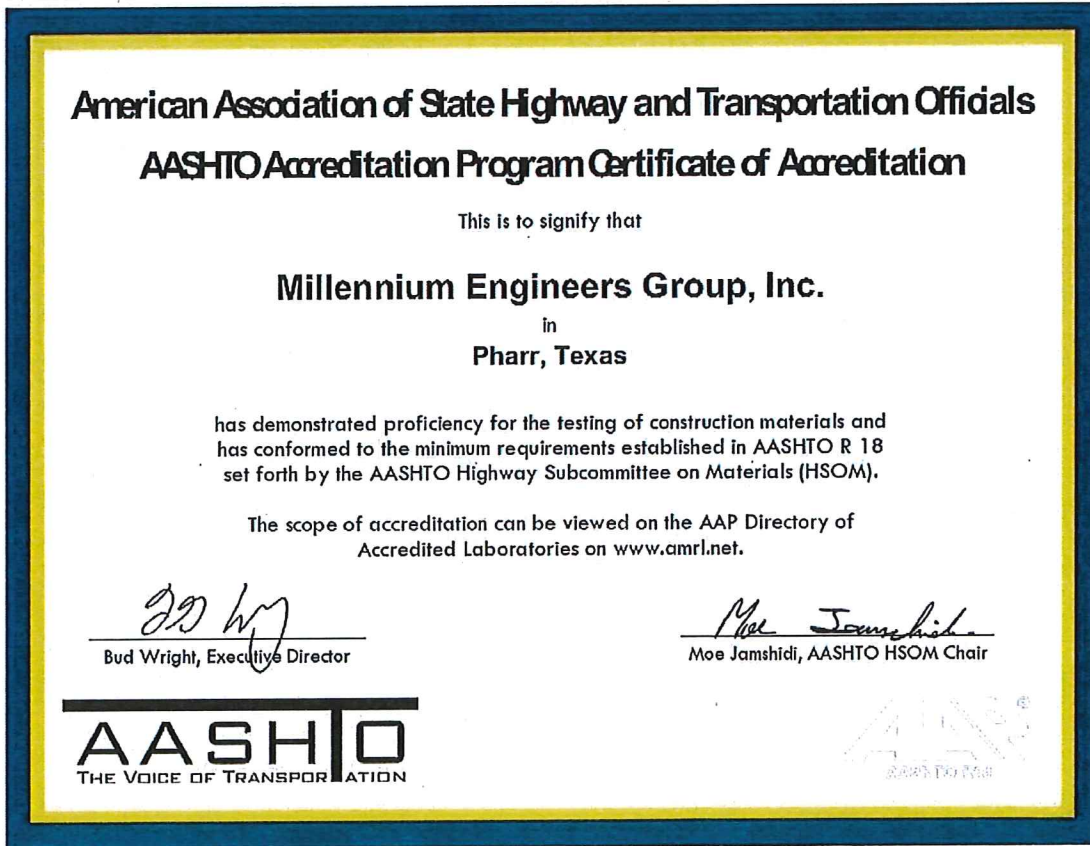 American Association of State Highway and Transportation Officials
AASHTO Accreditation Program Certificate of Accreditation
This is to signify that
Millennium Engineers Group, Inc.
in
Pharr, Texas
has demonstrated proficiency for the testing of construction materials and
has conformed to the minimum requirements established in AASHTO R 18
set forth by the AASHTO Highway Subcommittee on Materials (HSOM).
The scope of accreditation can be viewed on the AAP Directory of
Accredited Laboratories on www.amrl.net.
Bud Wright, Executive Director
Moe Jamshidi
Moe Jamshidi, AASHTO HSOM Chair
AASHTO
THE VOICE OF TRANSPORTATION